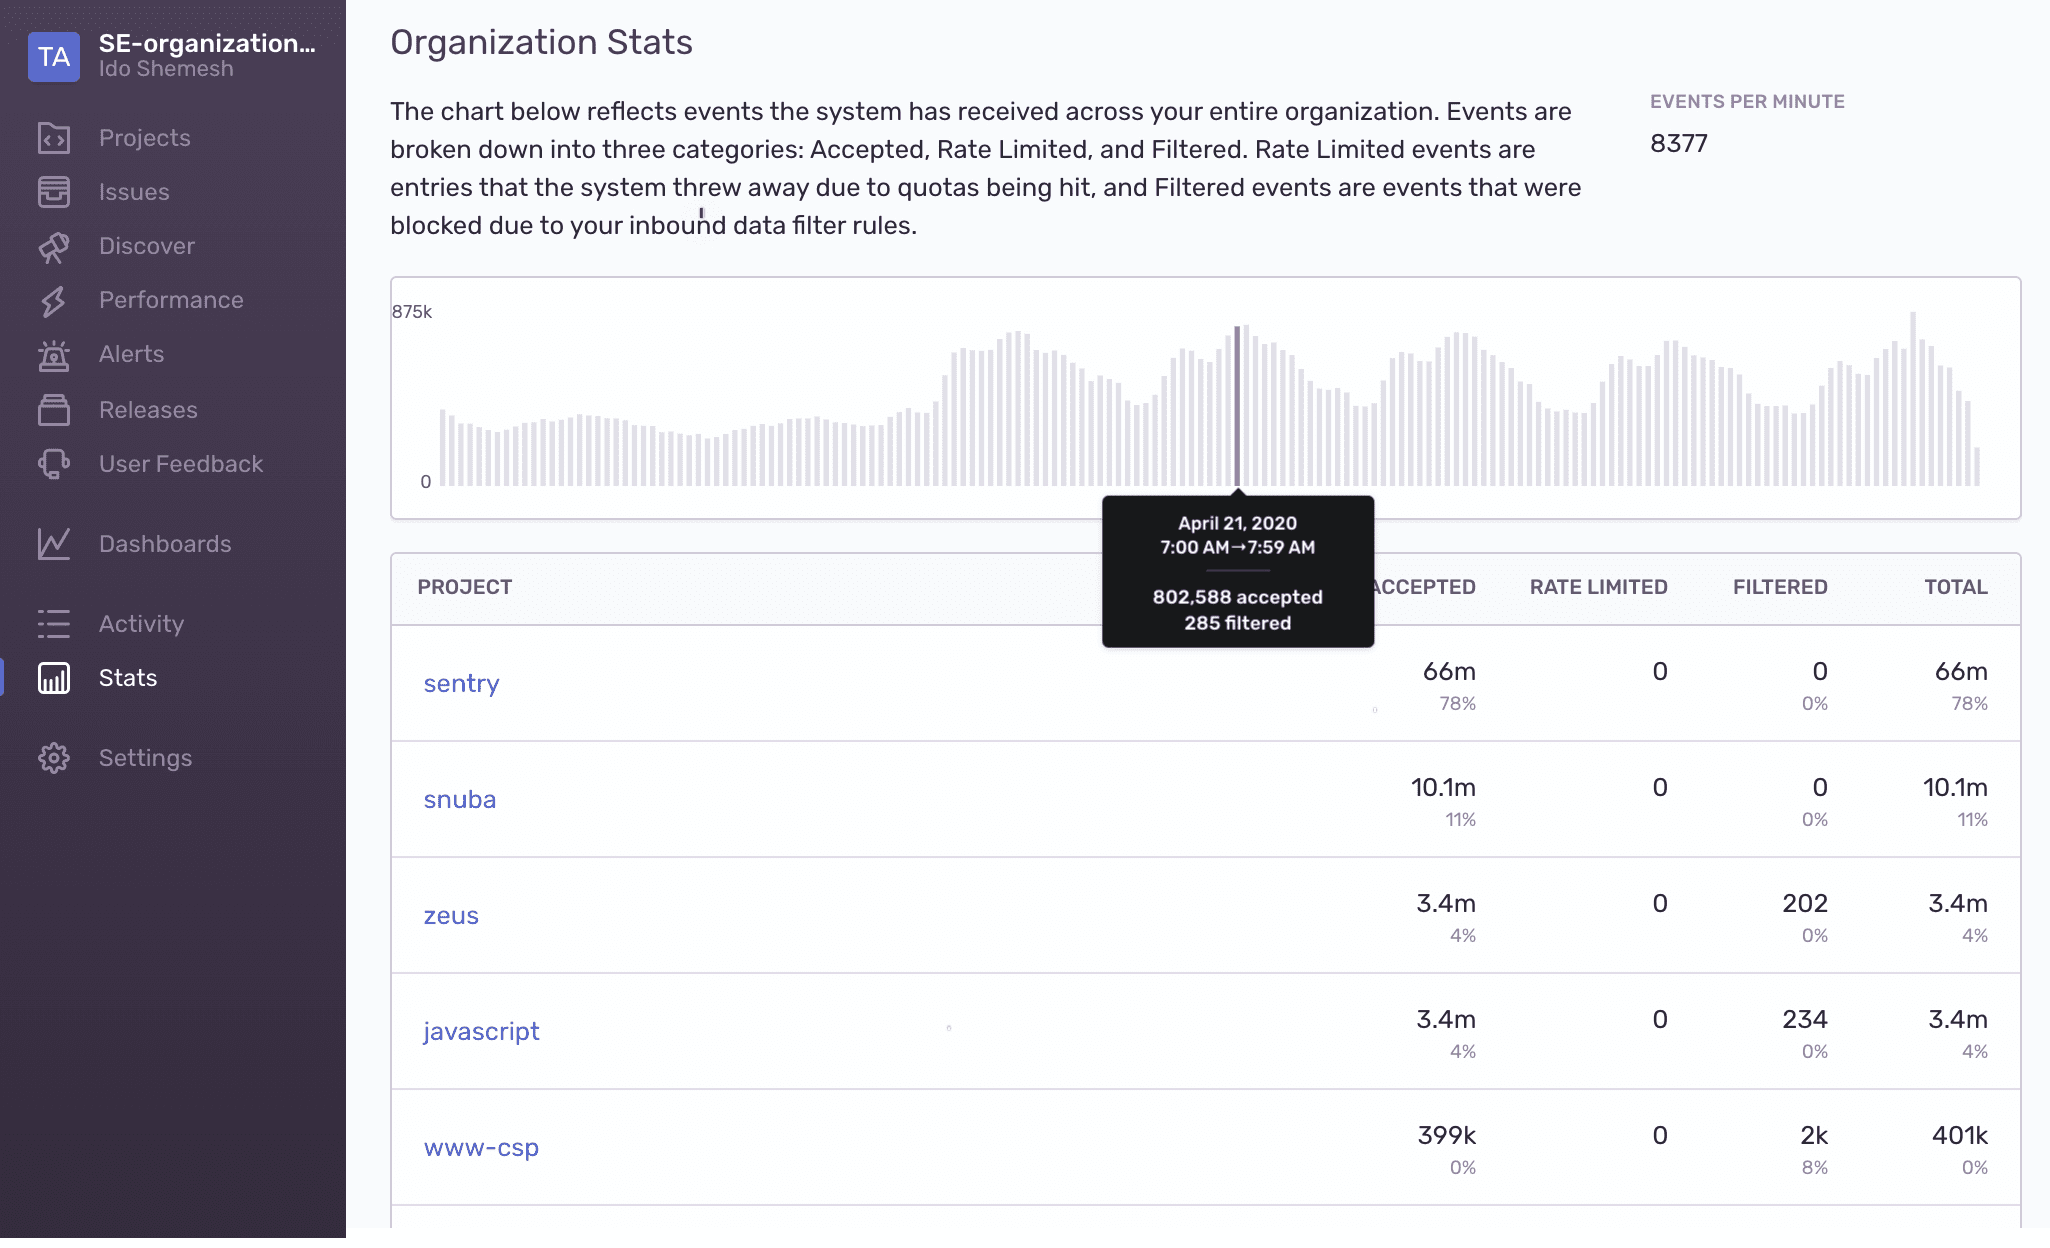 TA
SE-organization...
Ido Shemesh
Projects
Issues
Discover
Performance
Alerts
Releases
User Feedback
Dashboards
Activity
Stats
Settings
Organization Stats
The chart below reflects events the system has received across your entire organization. Events are
broken down into three categories: Accepted, Rate Limited, and Filtered. Rate Limited events are
entries that the system threw away due to quotas being hit, and Filtered events are events that were
blocked due to your inbound data filter rules.
EVENTS PER MINUTE
8377
875k
0
April 21, 2020
7:00 AM→7:59 AM
802,588 accepted
285 filtered
PROJECT ACCEPTED RATE LIMITED FILTERED TOTAL
sentry 66m 0 0 66m
78% 0% 78%
snuba 10.1m 0 0 10.1m
11% 0% 11%
zeus 3.4m 0 202 3.4m
4% 0% 4%
javascript 3.4m 0 234 3.4m
4% 0% 4%
www-csp 399k 0 2k 401k
0% 8% 0%